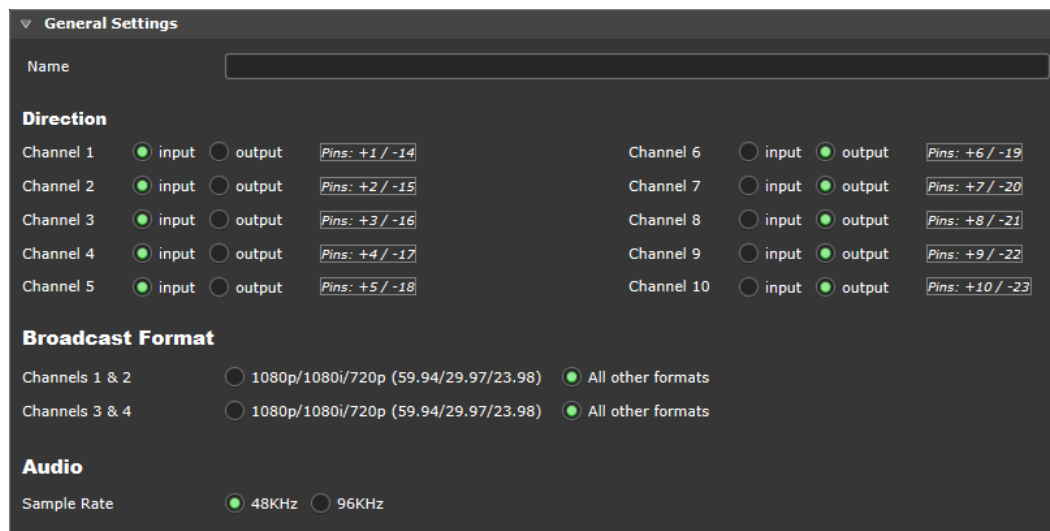 General Settings
Name
Direction
Channel 1 input output Pins: +1 / -14 Channel 6 input output Pins: +6 / -19
Channel 2 input output Pins: +2 / -15 Channel 7 input output Pins: +7 / -20
Channel 3 input output Pins: +3 / -16 Channel 8 input output Pins: +8 / -21
Channel 4 input output Pins: +4 / -17 Channel 9 input output Pins: +9 / -22
Channel 5 input output Pins: +5 / -18 Channel 10 input output Pins: +10 / -23
Broadcast Format
Channels 1 & 2 1080p/1080i/720p (59.94/29.97/23.98) All other formats
Channels 3 & 4 1080p/1080i/720p (59.94/29.97/23.98) All other formats
Audio
Sample Rate 48KHz 96KHz